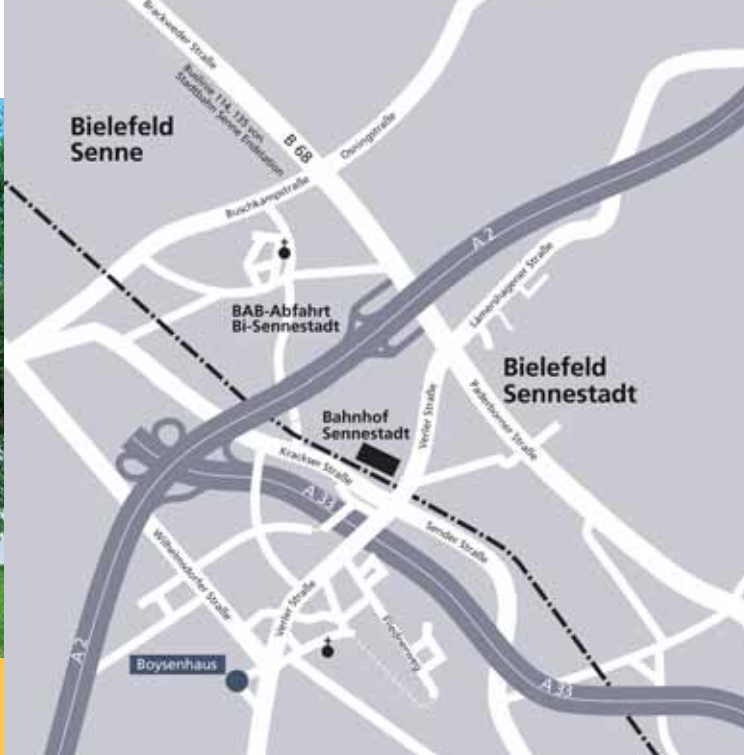 Brackweder Straße
Buslinie 114, 135 von
Stadtbahn Senne Endstation
Bielefeld
Senne
B 68
Osningstraße
Buschkampstraße
A 2
Lämershagener Straße
BAB-Abfahrt
Bi-Sennestadt
Bielefeld
Sennestadt
Paderborner Straße
Verler Straße
Bahnhof
Sennestadt
Krackser Straße
A 33
Sender Straße
Wilhelmsdorfer Straße
Verler Straße
Fliednerweg
A 2
Boysenhaus
A 33